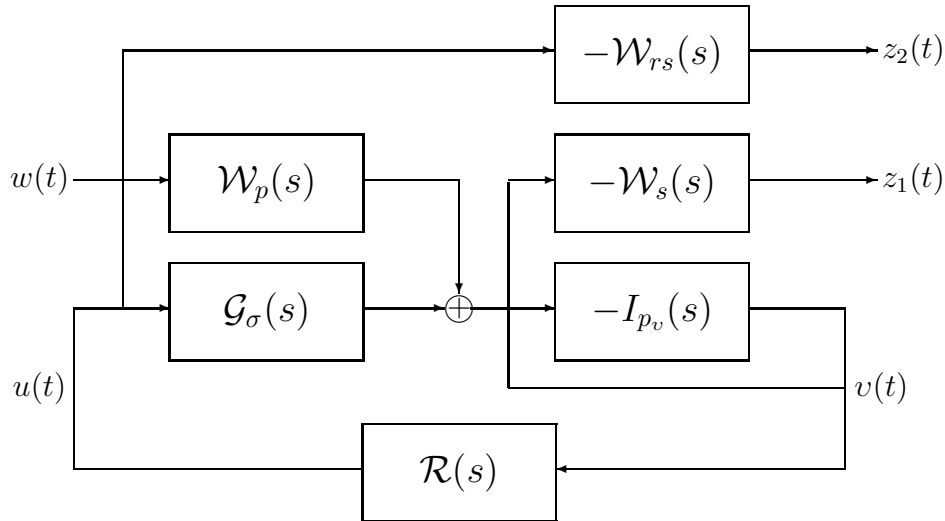 −𝒲_{rs}(s)
z_2(t)
w(t)
𝒲_p(s)
−𝒲_s(s)
z_1(t)
𝒢_σ(s)
+
−I_{p_υ}(s)
u(t)
υ(t)
ℛ(s)